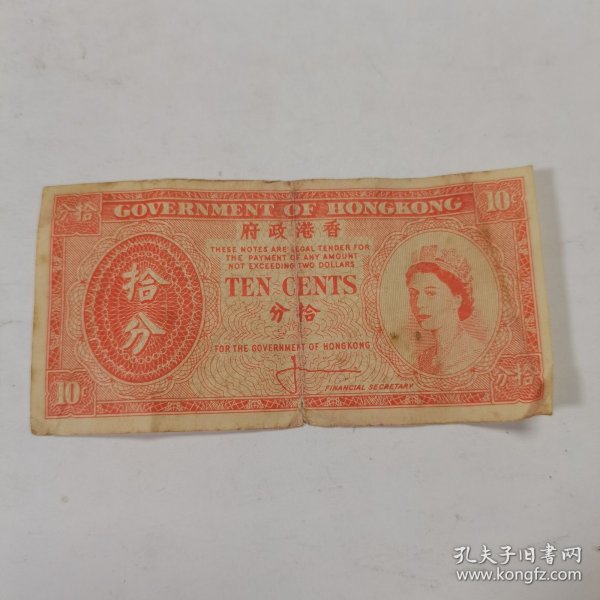 GOVERNMENT OF HONGKONG
10¢
分拾
府政港香
THESE NOTES ARE LEGAL TENDER FOR
THE PAYMENT OF ANY AMOUNT
NOT EXCEEDING TWO DOLLARS
TEN CENTS
分拾
拾分
FOR THE GOVERNMENT OF HONGKONG
FINANCIAL SECRETARY
10¢
分拾
孔夫子旧书网
www.kongfz.com